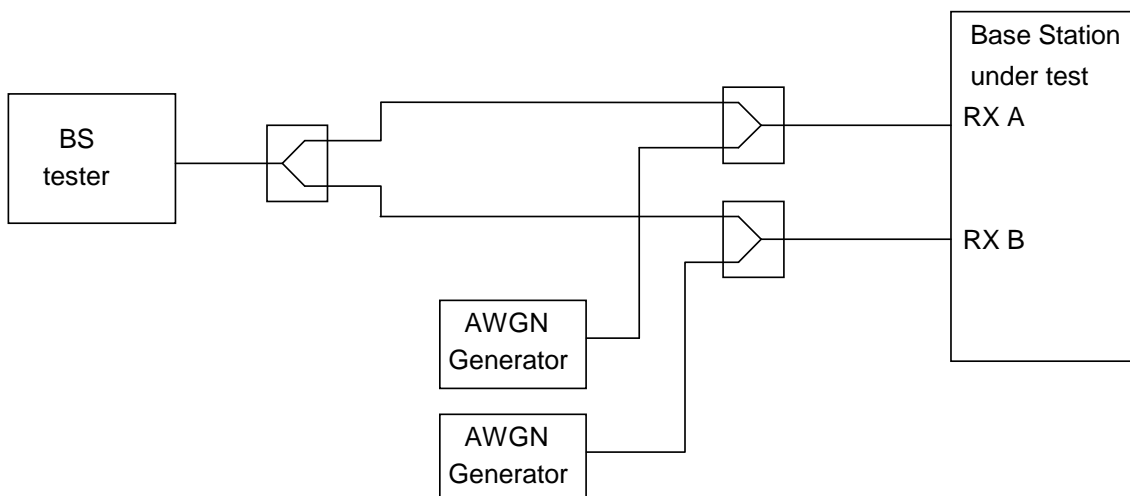 BS
tester
Base Station
under test
RX A
RX B
AWGN
Generator
AWGN
Generator